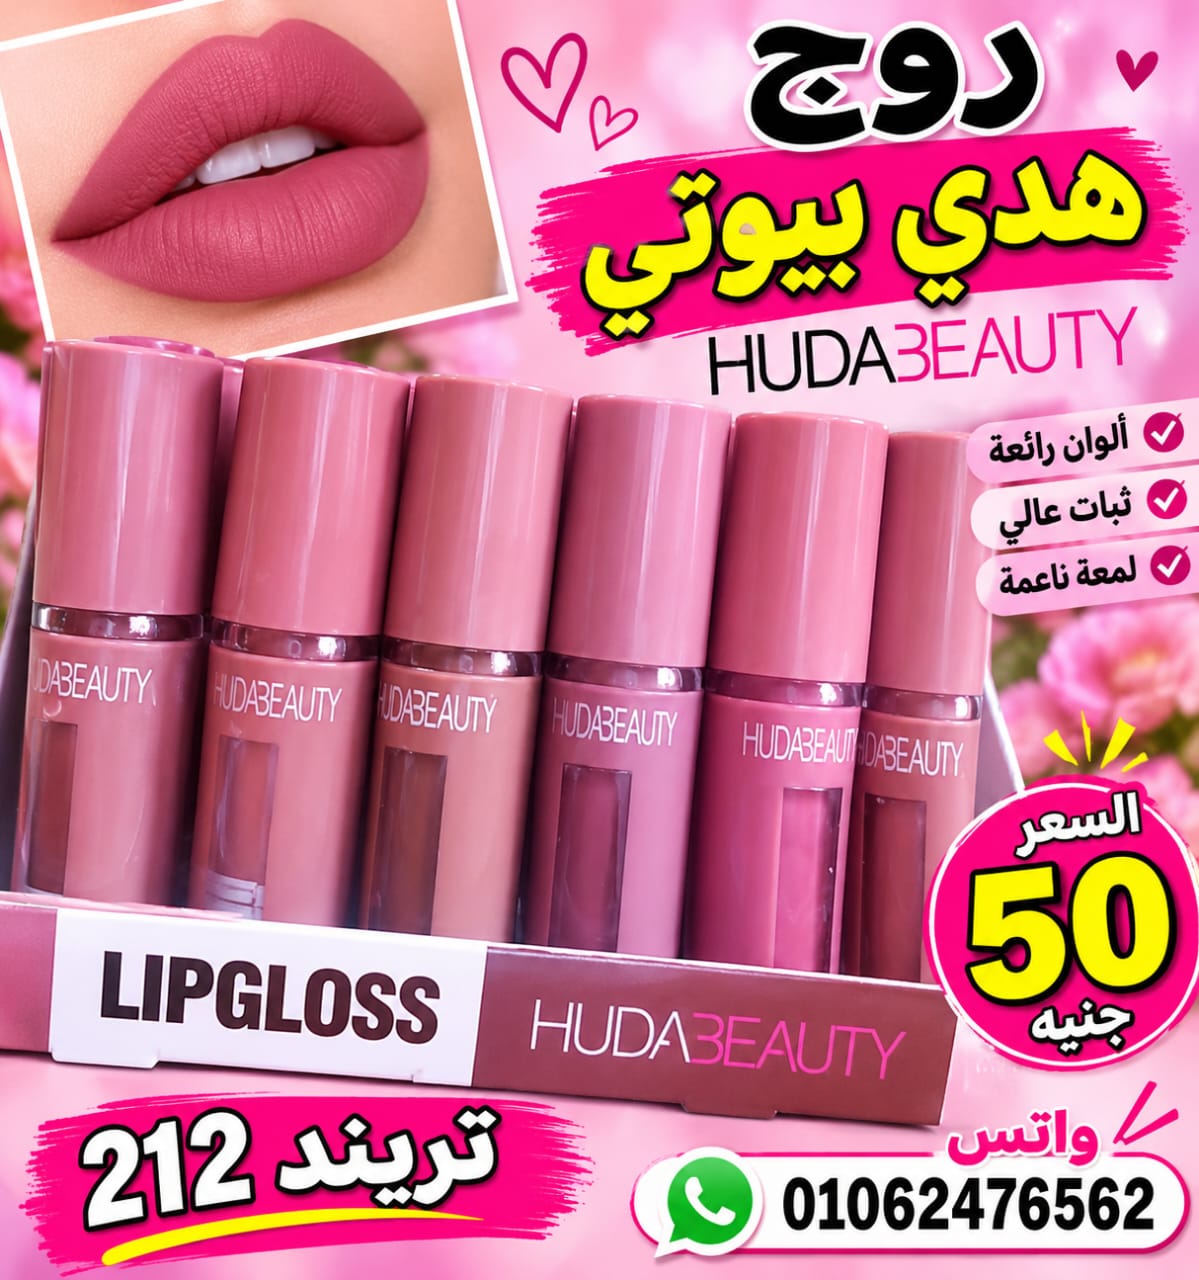 روج
هدي بيوتي
HUDABEAUTY
ألوان رائعة
ثبات عالي
لمعة ناعمة
HUDABEAUTY
HUDABEAUTY
HUDABEAUTY
HUDABEAUTY
HUDABEAUTY
HUDABEAUTY
السعر
50
جنيه
LIPGLOSS
HUDABEAUTY
تريند 212
واتس
01062476562